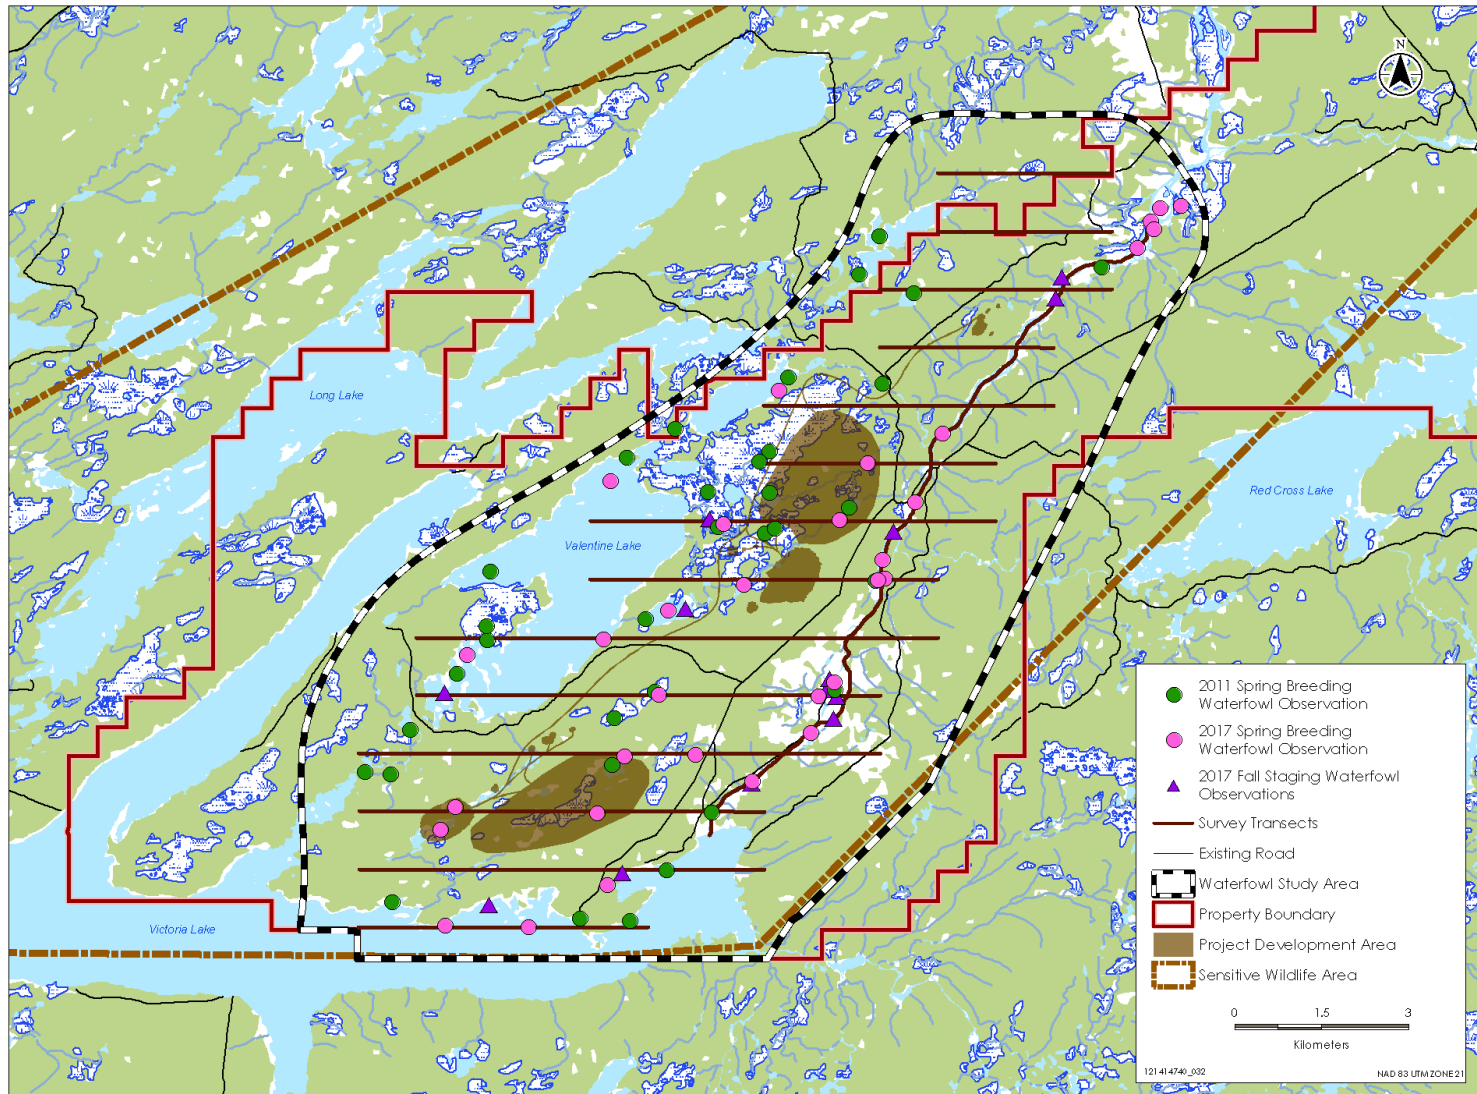 N
Long Lake
Red Cross Lake
Valentine Lake
Victoria Lake
2011 Spring Breeding
Waterfowl Observation
2017 Spring Breeding
Waterfowl Observation
2017 Fall Staging Waterfowl
Observations
Survey Transects
Existing Road
Waterfowl Study Area
Property Boundary
Project Development Area
Sensitive Wildlife Area
0 1.5 3
Kilometers
121414740_032
NAD 83 UTM ZONE 21